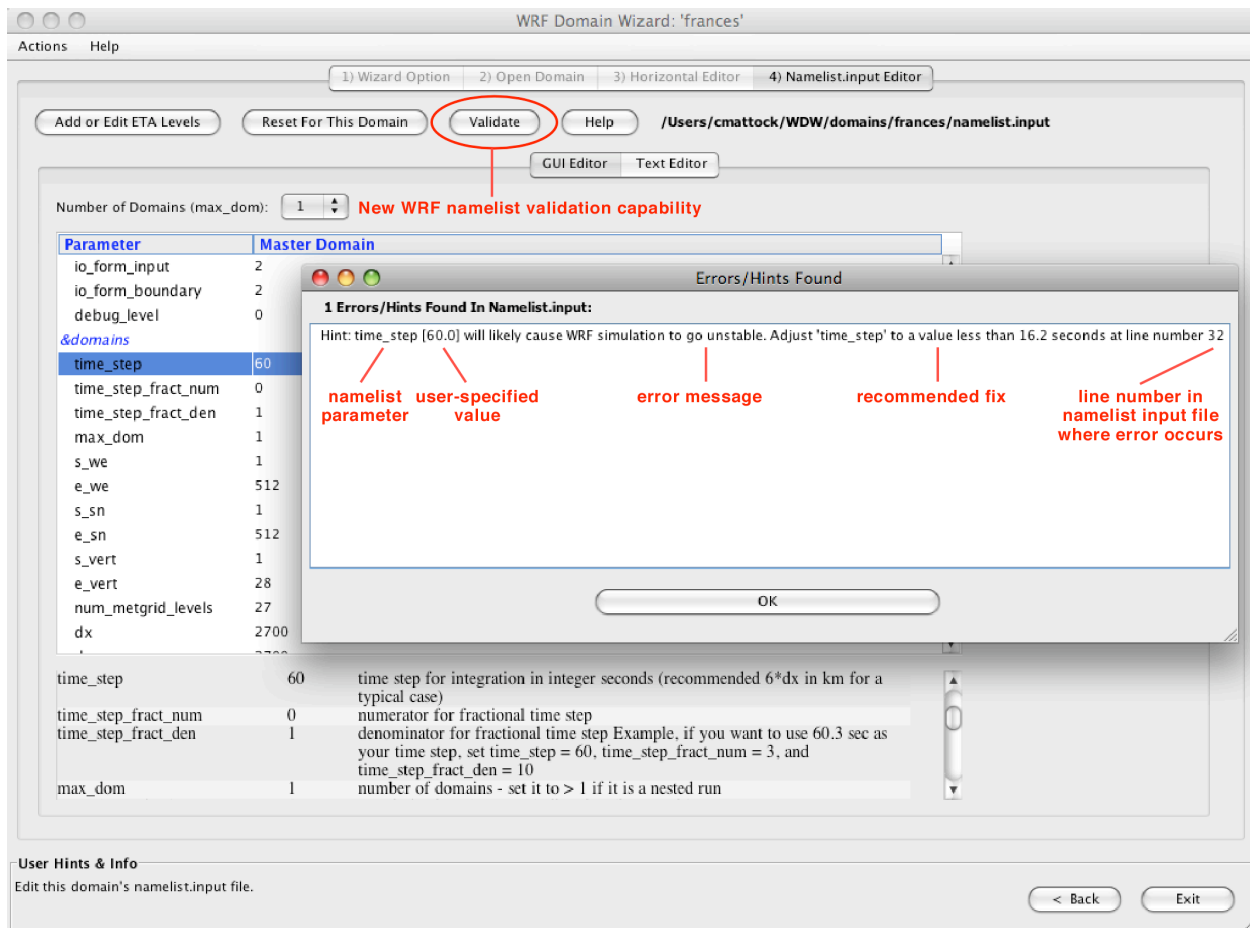 WRF Domain Wizard: 'frances'
Actions Help
1) Wizard Option 2) Open Domain 3) Horizontal Editor 4) Namelist.input Editor
Add or Edit ETA Levels Reset For This Domain Validate Help /Users/cmattock/WDW/domains/frances/namelist.input
GUI Editor Text Editor
Number of Domains (max_dom): 1 New WRF namelist validation capability
Parameter Master Domain
io_form_input 2
io_form_boundary 2
debug_level 0
&domains
time_step 60
time_step_fract_num 0
time_step_fract_den 1
max_dom 1
s_we 1
e_we 512
s_sn 1
e_sn 512
s_vert 1
e_vert 28
num_metgrid_levels 27
dx 2700
Errors/Hints Found
1 Errors/Hints Found In Namelist.input:
Hint: time_step [60.0] will likely cause WRF simulation to go unstable. Adjust 'time_step' to a value less than 16.2 seconds at line number 32
namelist
parameter
user-specified
value
error message
recommended fix
line number in
namelist input file
where error occurs
OK
time_step 60 time step for integration in integer seconds (recommended 6*dx in km for a
typical case)
time_step_fract_num 0 numerator for fractional time step
time_step_fract_den 1 denominator for fractional time step Example, if you want to use 60.3 sec as
your time step, set time_step = 60, time_step_fract_num = 3, and
time_step_fract_den = 10
max_dom 1 number of domains - set it to > 1 if it is a nested run
User Hints & Info
Edit this domain's namelist.input file.
< Back Exit